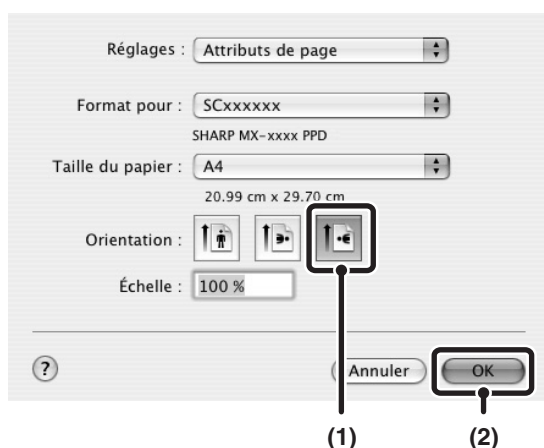 Réglages : Attributs de page
Format pour : SCxxxxxx
SHARP MX-xxxx PPD
Taille du papier : A4
20.99 cm x 29.70 cm
Orientation :
Échelle : 100 %
? Annuler OK
(1) (2)